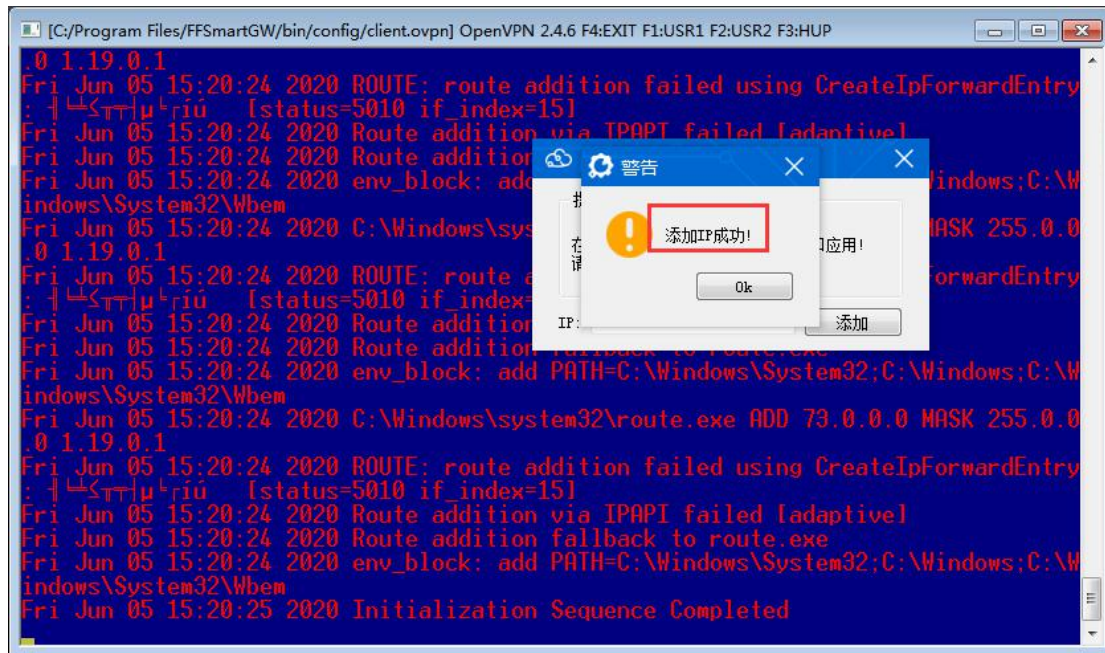 [C:/Program Files/FFSmartGW/bin/config/client.ovpn] OpenVPN 2.4.6 F4:EXIT F1:USR1 F2:USR2 F3:HUP
.0 1.19.0.1
Fri Jun 05 15:20:24 2020 ROUTE: route addition failed using CreateIpForwardEntry
: ╢╘╧≤╥╤┤µ╘┌íú [status=5010 if_index=15]
Fri Jun 05 15:20:24 2020 Route addition via IPAPI failed [adaptive]
Fri Jun 05 15:20:24 2020 Route addition
Fri Jun 05 15:20:24 2020 env_block: add indows;C:\W
indows\System32\Wbem
Fri Jun 05 15:20:24 2020 C:\Windows\sys MASK 255.0.0
.0 1.19.0.1
Fri Jun 05 15:20:24 2020 ROUTE: route a orwardEntry
: ╢╘╧≤╥╤┤µ╘┌íú [status=5010 if_index=
Fri Jun 05 15:20:24 2020 Route addition
Fri Jun 05 15:20:24 2020 Route addition fallback to route.exe
Fri Jun 05 15:20:24 2020 env_block: add PATH=C:\Windows\System32;C:\Windows;C:\W
indows\System32\Wbem
Fri Jun 05 15:20:24 2020 C:\Windows\system32\route.exe ADD 73.0.0.0 MASK 255.0.0
.0 1.19.0.1
Fri Jun 05 15:20:24 2020 ROUTE: route addition failed using CreateIpForwardEntry
: ╢╘╧≤╥╤┤µ╘┌íú [status=5010 if_index=15]
Fri Jun 05 15:20:24 2020 Route addition via IPAPI failed [adaptive]
Fri Jun 05 15:20:24 2020 Route addition fallback to route.exe
Fri Jun 05 15:20:24 2020 env_block: add PATH=C:\Windows\System32;C:\Windows;C:\W
indows\System32\Wbem
Fri Jun 05 15:20:25 2020 Initialization Sequence Completed
警告
添加IP成功!
Ok
在
应用!
请
IP:
添加